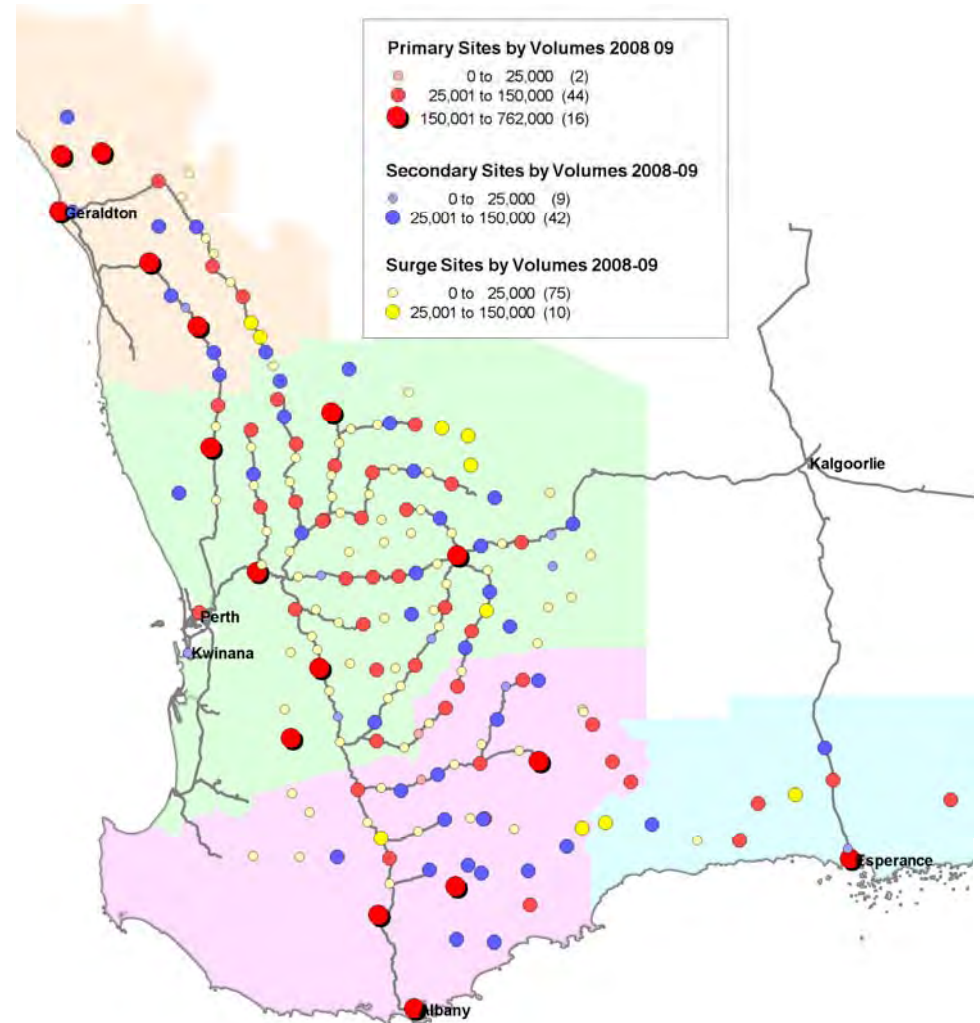 Primary Sites by Volumes 2008 09
0 to 25,000 (2)
25,001 to 150,000 (44)
150,001 to 762,000 (16)
Secondary Sites by Volumes 2008-09
0 to 25,000 (9)
25,001 to 150,000 (42)
Surge Sites by Volumes 2008-09
0 to 25,000 (75)
25,001 to 150,000 (10)
Geraldton
Kalgoorlie
Perth
Kwinana
Esperance
Albany